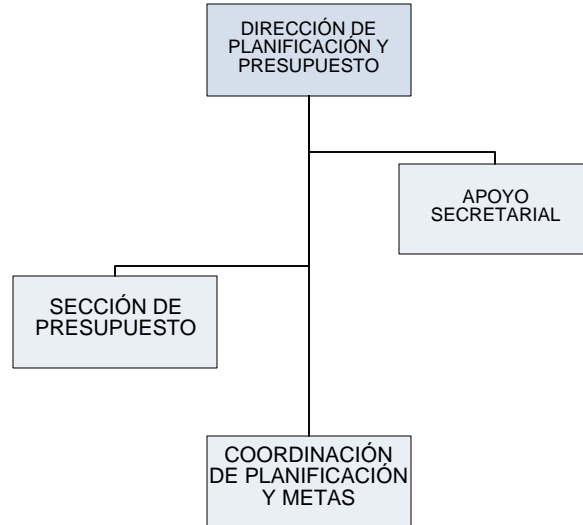 DIRECCIÓN DE
PLANIFICACIÓN Y
PRESUPUESTO
APOYO
SECRETARIAL
SECCIÓN DE
PRESUPUESTO
COORDINACIÓN
DE PLANIFICACIÓN
Y METAS